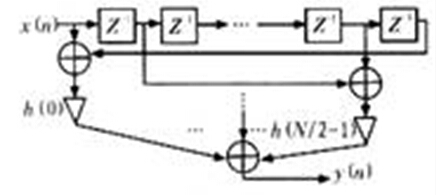 x(n) Z⁻¹ Z⁻¹ ··· Z⁻¹ Z⁻¹
h(0) ··· ··· h(N/2-1)
y(n)